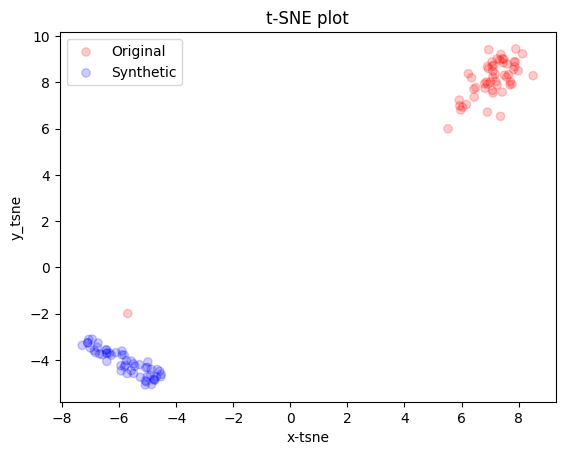 t-SNE plot
Original
Synthetic
10
8
6
4
2
0
−2
−4
y_tsne
−8 −6 −4 −2 0 2 4 6 8
x-tsne